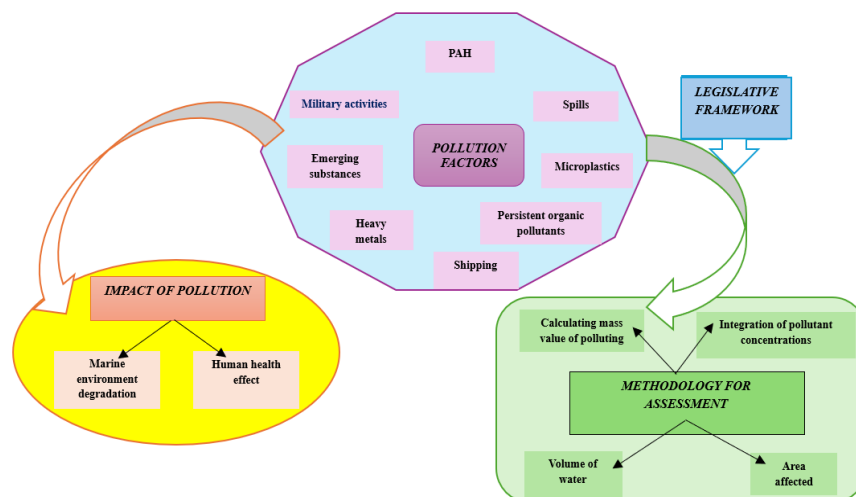 PAH
Military activities
Spills
LEGISLATIVE
FRAMEWORK
POLLUTION
FACTORS
Emerging
substances
Microplastics
Heavy
metals
Persistent organic
pollutants
Shipping
IMPACT OF POLLUTION
Marine
environment
degradation
Human health
effect
Calculating mass
value of polluting
Integration of pollutant
concentrations
METHODOLOGY FOR
ASSESSMENT
Volume of
water
Area
affected